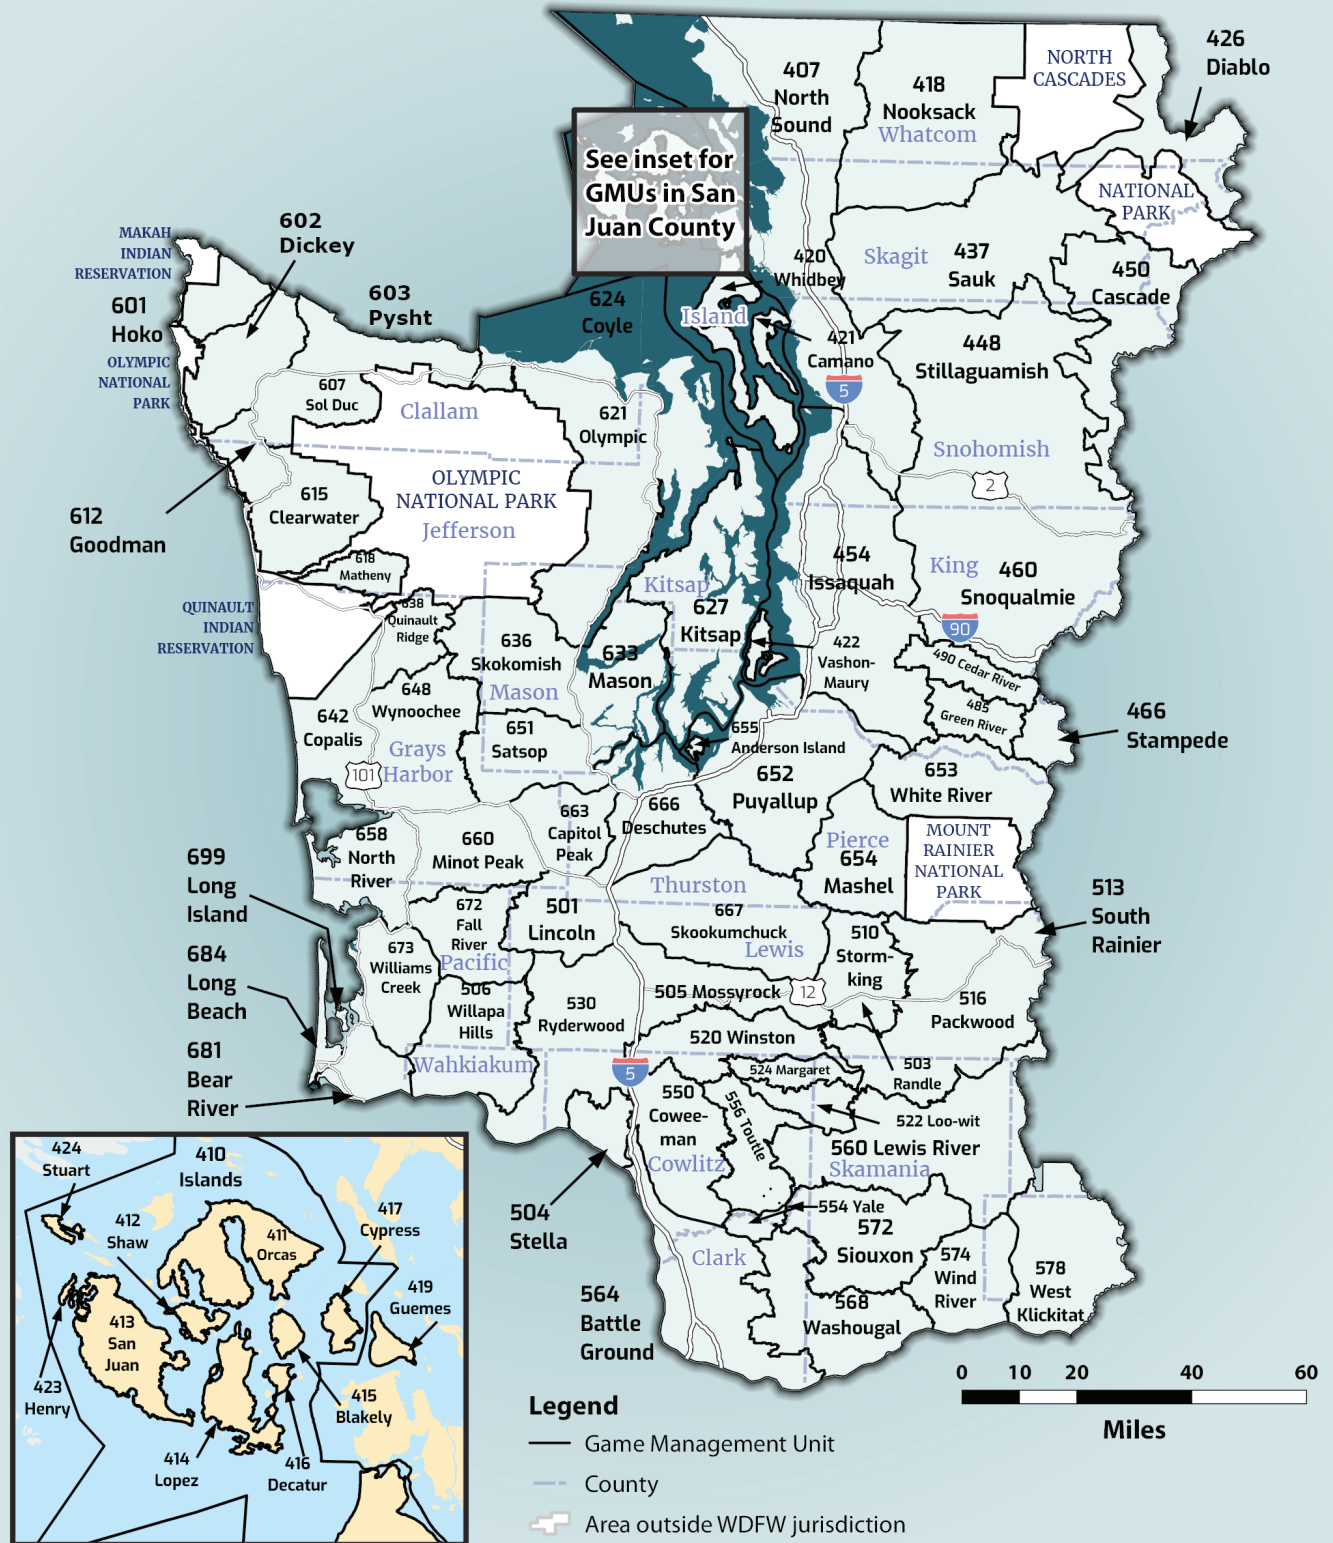 426
Diablo
407
North
Sound
418
Nooksack
Whatcom
NORTH
CASCADES
See inset for
GMUs in San
Juan County
NATIONAL
PARK
MAKAH
INDIAN
RESERVATION
602
Dickey
603
Pysht
601
Hoko
OLYMPIC
NATIONAL
PARK
624
Coyle
420
Whidbey
Island
421
Camano
5
Skagit
437
Sauk
450
Cascade
448
Stillaguamish
Snohomish
2
607
Sol Duc
Clallam
621
Olympic
OLYMPIC
NATIONAL PARK
Jefferson
615
Clearwater
612
Goodman
618
Matheny
QUINAULT
INDIAN
RESERVATION
638
Quinault
Ridge
636
Skokomish
Mason
633
Mason
Kitsap
627
Kitsap
454
Issaquah
King
460
Snoqualmie
90
422
Vashon-
Maury
490 Cedar River
485
Green River
466
Stampede
648
Wynoochee
642
Copalis
651
Satsop
Grays
Harbor
101
655
Anderson Island
652
Puyallup
653
White River
663
Capitol
Peak
666
Deschutes
658
North
River
660
Minot Peak
Pierce
654
Mashel
MOUNT
RAINIER
NATIONAL
PARK
699
Long
Island
Thurston
513
South
Rainier
672
Fall
River
501
Lincoln
667
Skookumchuck
Lewis
510
Storm-
king
684
Long
Beach
673
Williams
Creek
Pacific
506
Willapa
Hills
530
Ryderwood
505 Mossyrock
12
516
Packwood
520 Winston
681
Bear
River
Wahkiakum
5
524 Margaret
503
Randle
550
Cowee-
man
556 Toutle
522 Loo-wit
560 Lewis River
Skamania
Cowlitz
504
Stella
554 Yale
572
Siouxon
Clark
574
Wind
River
578
West
Klickitat
564
Battle
Ground
568
Washougal
424
Stuart
410
Islands
412
Shaw
411
Orcas
417
Cypress
419
Guemes
413
San
Juan
423
Henry
415
Blakely
414
Lopez
416
Decatur
0 10 20 40 60
Miles
Legend
Game Management Unit
County
Area outside WDFW jurisdiction